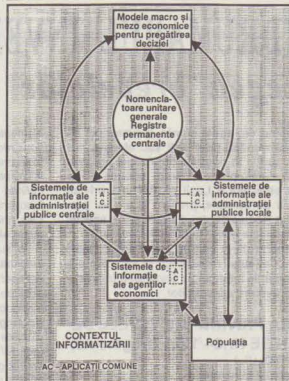 Modele macro și
mezo economice
pentru pregătirea
deciziei
Nomencla-
toare unitare
generale
Registre
permanente
centrale
Sistemele de
informație ale
administrației
publice centrale
A
C
A
C
Sistemele de
informație ale
administrației
publice locale
Sistemele de
informație
ale agenților
economici
A
C
CONTEXTUL
INFORMATIZĂRII
Populația
AC – APLICAȚII COMUNE